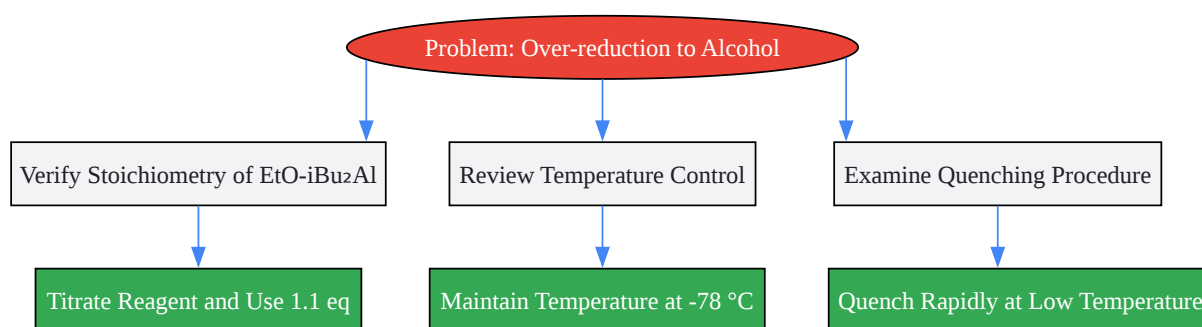 Problem: Over-reduction to Alcohol
Verify Stoichiometry of EtO-iBu₂Al
Review Temperature Control
Examine Quenching Procedure
Titrate Reagent and Use 1.1 eq
Maintain Temperature at -78 °C
Quench Rapidly at Low Temperature